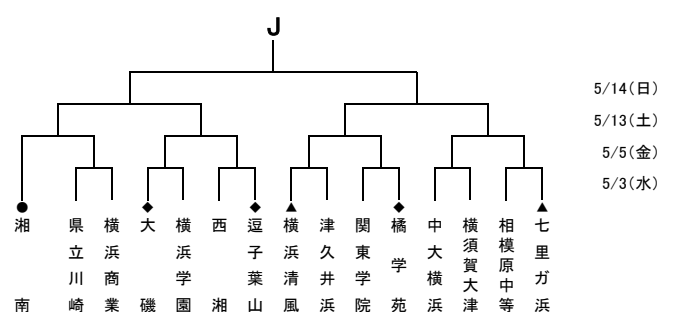 J
5/14(日)
5/13(土)
5/5(金)
5/3(水)
●
湘南
県立川崎
横浜商業
◆
大磯
横浜学園
西湘
◆
逗子葉山
▲
横浜清風
津久井浜
関東学院
◆
橘学苑
中大横浜
横須賀大津
相模原中等
▲
七里ガ浜